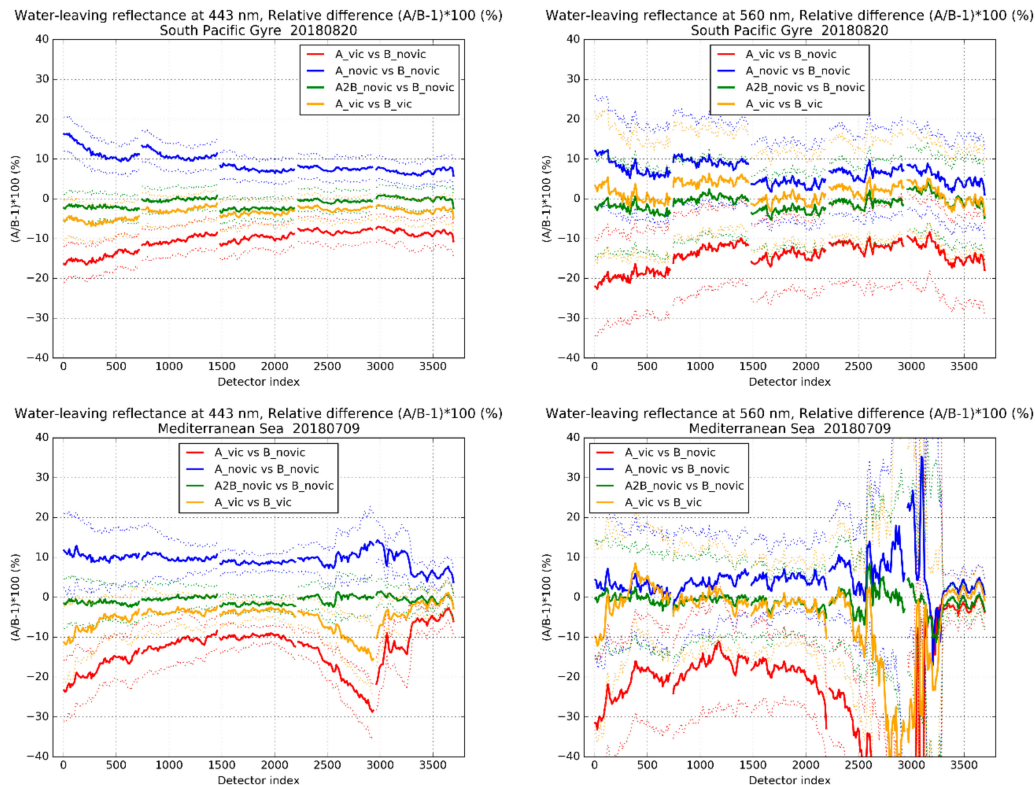 Water-leaving reflectance at 443 nm, Relative difference (A/B-1)*100 (%)
South Pacific Gyre 20180820
(A/B-1)*100 (%)
40
30
20
10
0
−10
−20
−30
−40
A_vic vs B_novic
A_novic vs B_novic
A2B_novic vs B_novic
A_vic vs B_vic
0 500 1000 1500 2000 2500 3000 3500
Detector index
Water-leaving reflectance at 560 nm, Relative difference (A/B-1)*100 (%)
South Pacific Gyre 20180820
(A/B-1)*100 (%)
40
30
20
10
0
−10
−20
−30
−40
A_vic vs B_novic
A_novic vs B_novic
A2B_novic vs B_novic
A_vic vs B_vic
0 500 1000 1500 2000 2500 3000 3500
Detector index
Water-leaving reflectance at 443 nm, Relative difference (A/B-1)*100 (%)
Mediterranean Sea 20180709
(A/B-1)*100 (%)
40
30
20
10
0
−10
−20
−30
−40
A_vic vs B_novic
A_novic vs B_novic
A2B_novic vs B_novic
A_vic vs B_vic
0 500 1000 1500 2000 2500 3000 3500
Detector index
Water-leaving reflectance at 560 nm, Relative difference (A/B-1)*100 (%)
Mediterranean Sea 20180709
(A/B-1)*100 (%)
40
30
20
10
0
−10
−20
−30
−40
A_vic vs B_novic
A_novic vs B_novic
A2B_novic vs B_novic
A_vic vs B_vic
0 500 1000 1500 2000 2500 3000 3500
Detector index